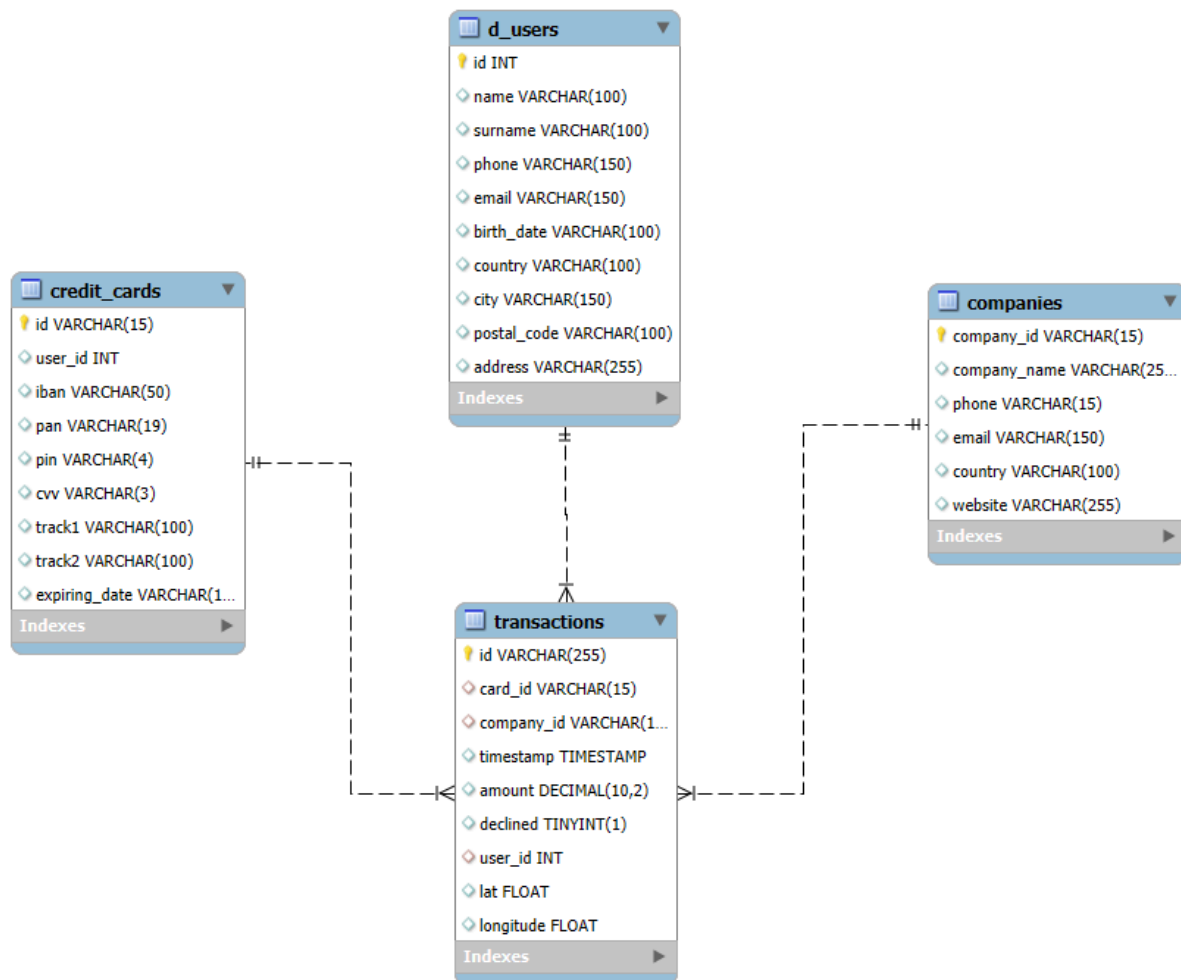 d_users
id INT
name VARCHAR(100)
surname VARCHAR(100)
phone VARCHAR(150)
email VARCHAR(150)
birth_date VARCHAR(100)
country VARCHAR(100)
city VARCHAR(150)
postal_code VARCHAR(100)
address VARCHAR(255)
Indexes
credit_cards
id VARCHAR(15)
user_id INT
iban VARCHAR(50)
pan VARCHAR(19)
pin VARCHAR(4)
cvv VARCHAR(3)
track1 VARCHAR(100)
track2 VARCHAR(100)
expiring_date VARCHAR(1...
Indexes
companies
company_id VARCHAR(15)
company_name VARCHAR(25...
phone VARCHAR(15)
email VARCHAR(150)
country VARCHAR(100)
website VARCHAR(255)
Indexes
transactions
id VARCHAR(255)
card_id VARCHAR(15)
company_id VARCHAR(1...
timestamp TIMESTAMP
amount DECIMAL(10,2)
declined TINYINT(1)
user_id INT
lat FLOAT
longitude FLOAT
Indexes